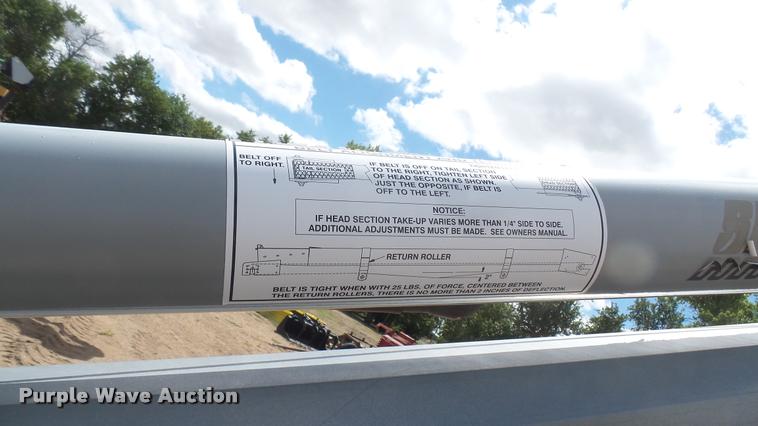 BELT OFF
TO RIGHT.
TAIL SECTION
IF BELT IS OFF ON TAIL SECTION
TO THE RIGHT, TIGHTEN LEFT SIDE
OF HEAD SECTION AS SHOWN.
JUST THE OPPOSITE, IF BELT IS
OFF TO THE LEFT.
NOTICE:
IF HEAD SECTION TAKE-UP VARIES MORE THAN 1/4" SIDE TO SIDE.
ADDITIONAL ADJUSTMENTS MUST BE MADE. SEE OWNERS MANUAL.
RETURN ROLLER
2"
BELT IS TIGHT WHEN WITH 25 LBS. OF FORCE, CENTERED BETWEEN
THE RETURN ROLLERS, THERE IS NO MORE THAN 2 INCHES OF DEFLECTION.
Purple Wave Auction